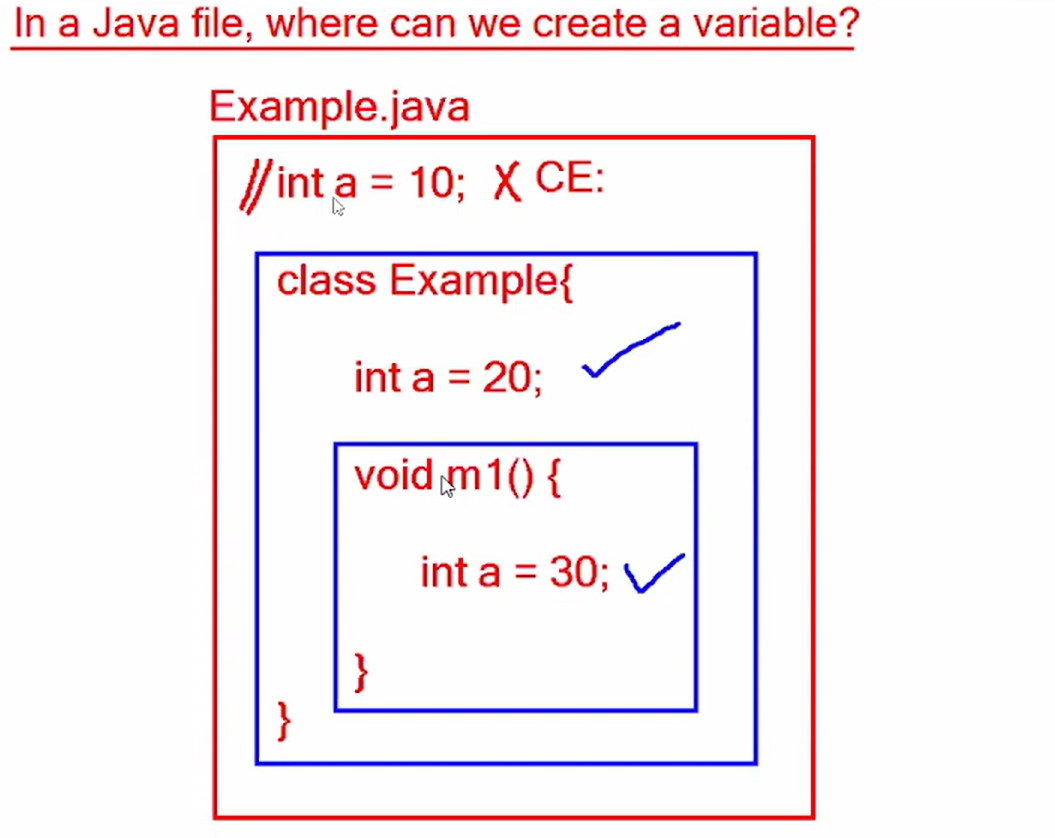 In a Java file, where can we create a variable?
Example.java
//int a = 10; X CE:
class Example{
int a = 20;
void m1() {
int a = 30;
}
}